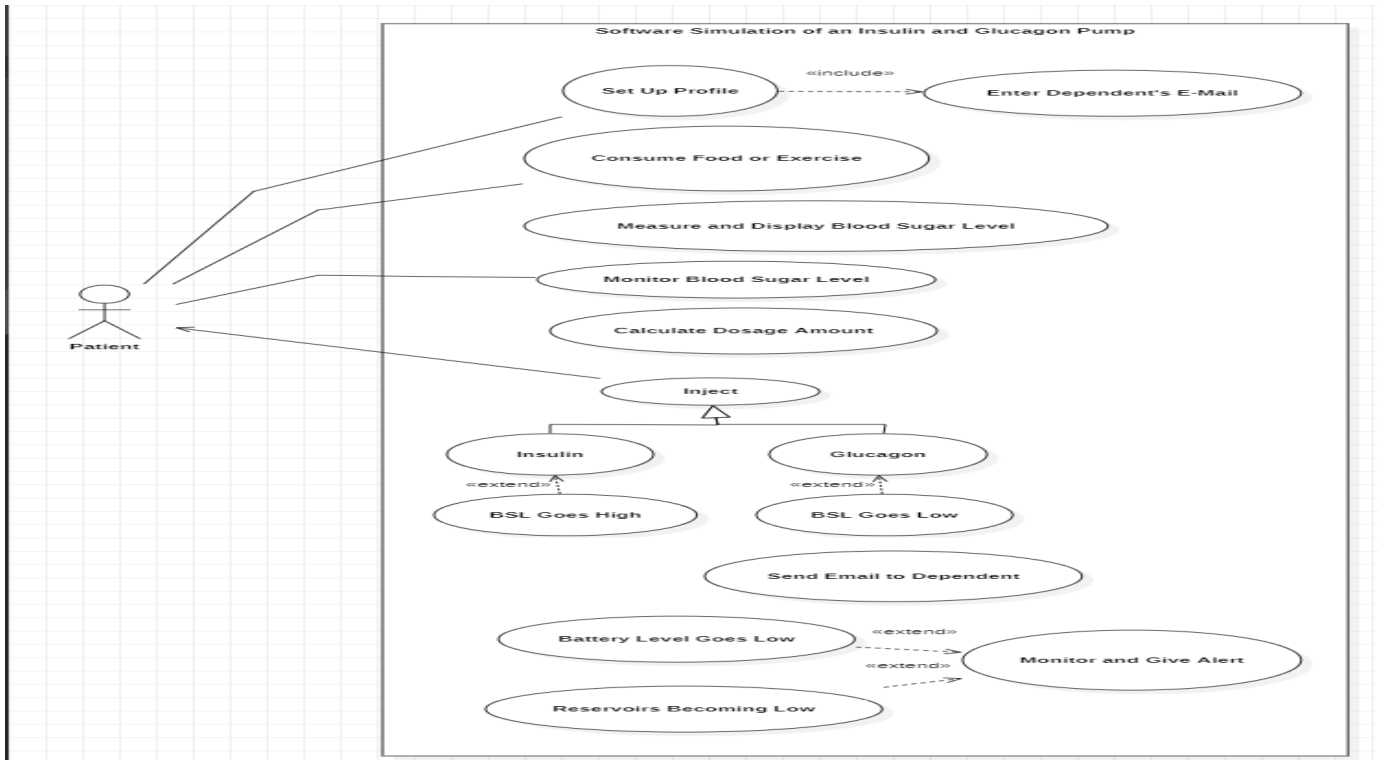 Software Simulation of an Insulin and Glucagon Pump
«include»
Set Up Profile
Enter Dependent's E-Mail
Consume Food or Exercise
Measure and Display Blood Sugar Level
Monitor Blood Sugar Level
Calculate Dosage Amount
Patient
Inject
Insulin
Glucagon
«extend»
«extend»
BSL Goes High
BSL Goes Low
Send Email to Dependent
«extend»
Battery Level Goes Low
Monitor and Give Alert
«extend»
Reservoirs Becoming Low